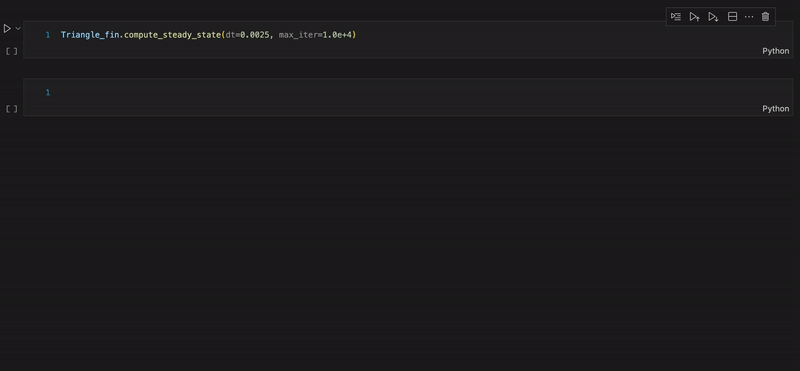 1 Triangle_fin.compute_steady_state(dt=0.0025, max_iter=1.0e+4)
[ ]
Python
1
[ ]
Python